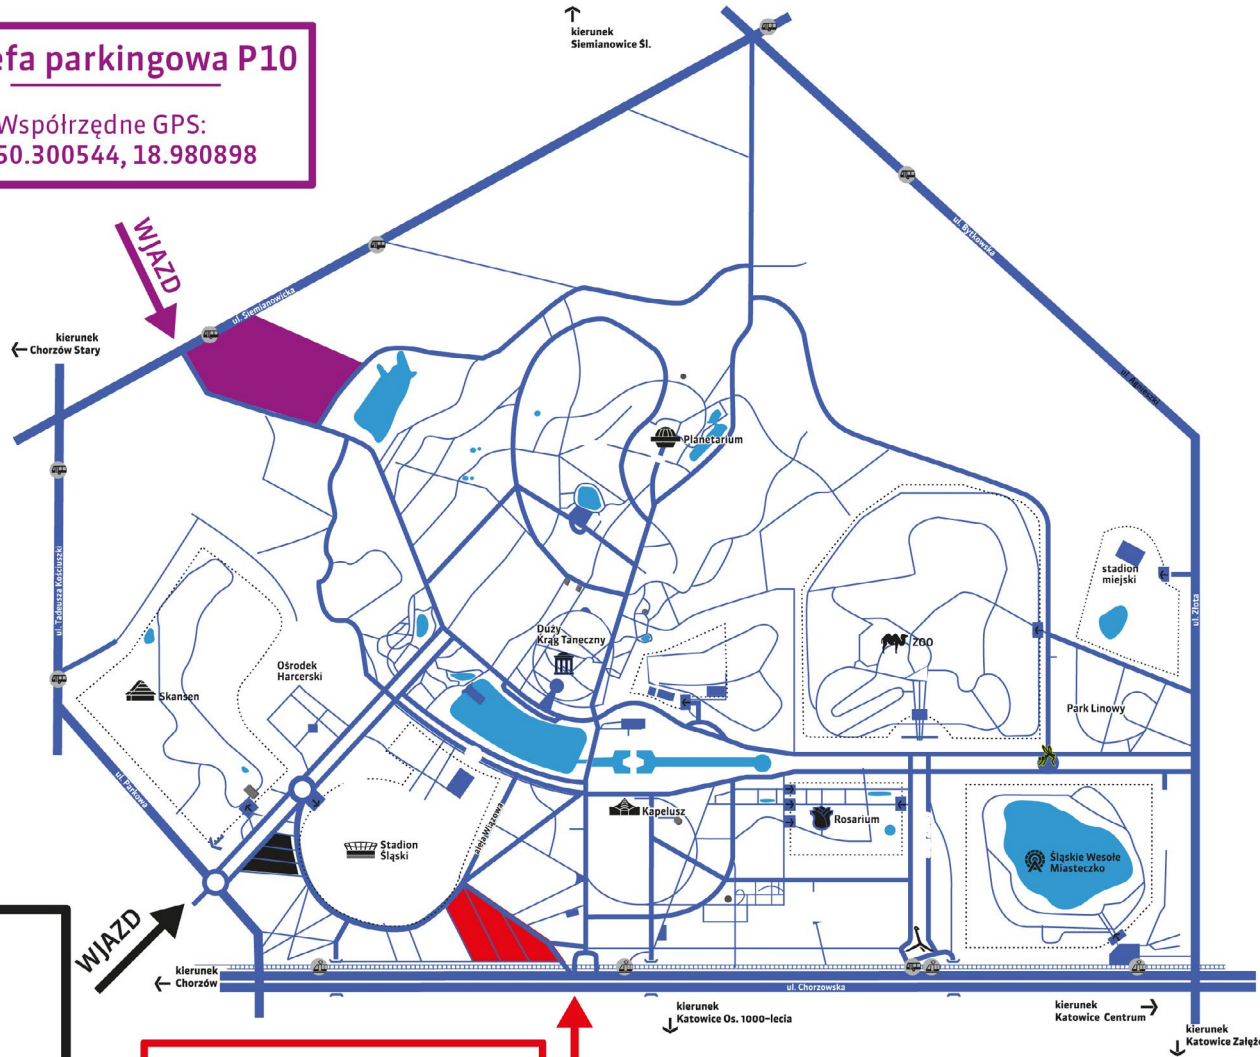 efa parkingowa P10
Współrzędne GPS:
50.300544, 18.980898
kierunek
Siemianowice Śl.
WJAZD
ul. Siemianowicka
ul. Bytkowska
kierunek
Chorzów Stary
ul. Agnieszki
Planetarium
ul. Tadeusza Kościuszki
stadion
miejski
ul. Złota
Duży
Krąg Taneczny
ZOO
Ośrodek
Harcerski
Skansen
Park Linowy
ul. Parkowa
aleja Wiązowa
Kapelusz
Rosarium
Stadion
Śląski
Śląskie Wesołe
Miasteczko
WJAZD
kierunek
Chorzów
ul. Chorzowska
kierunek
Katowice Os. 1000-lecia
kierunek
Katowice Centrum
kierunek
Katowice Załęż